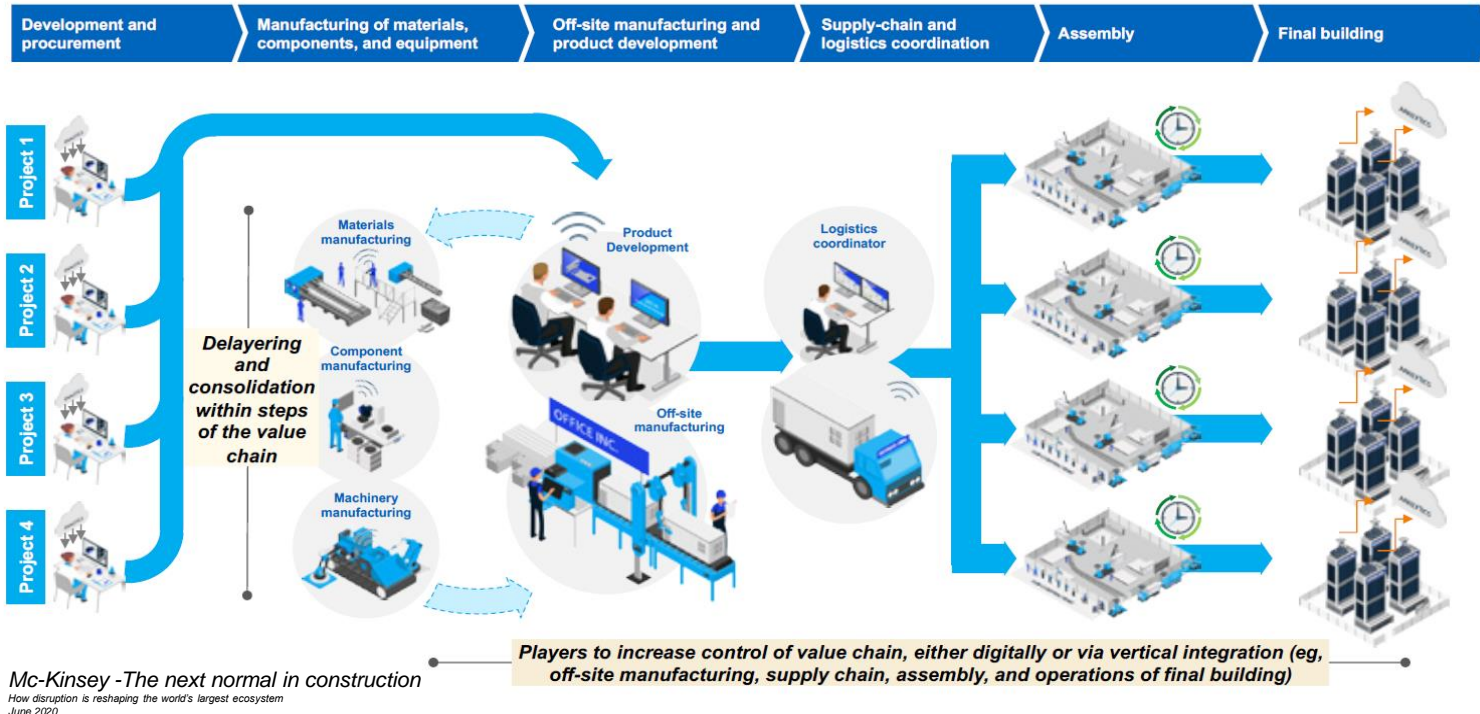 Development and
procurement
Manufacturing of materials,
components, and equipment
Off-site manufacturing and
product development
Supply-chain and
logistics coordination
Assembly
Final building
Project 1
Project 2
Project 3
Project 4
Delayering
and
consolidation
within steps
of the value
chain
Materials
manufacturing
Component
manufacturing
Machinery
manufacturing
Product
Development
OFFICE INC.
Off-site
manufacturing
Logistics
coordinator
ANALYTICS
ANALYTICS
ANALYTICS
ANALYTICS
Players to increase control of value chain, either digitally or via vertical integration (eg,
off-site manufacturing, supply chain, assembly, and operations of final building)
Mc-Kinsey -The next normal in construction
How disruption is reshaping the world's largest ecosystem
June 2020